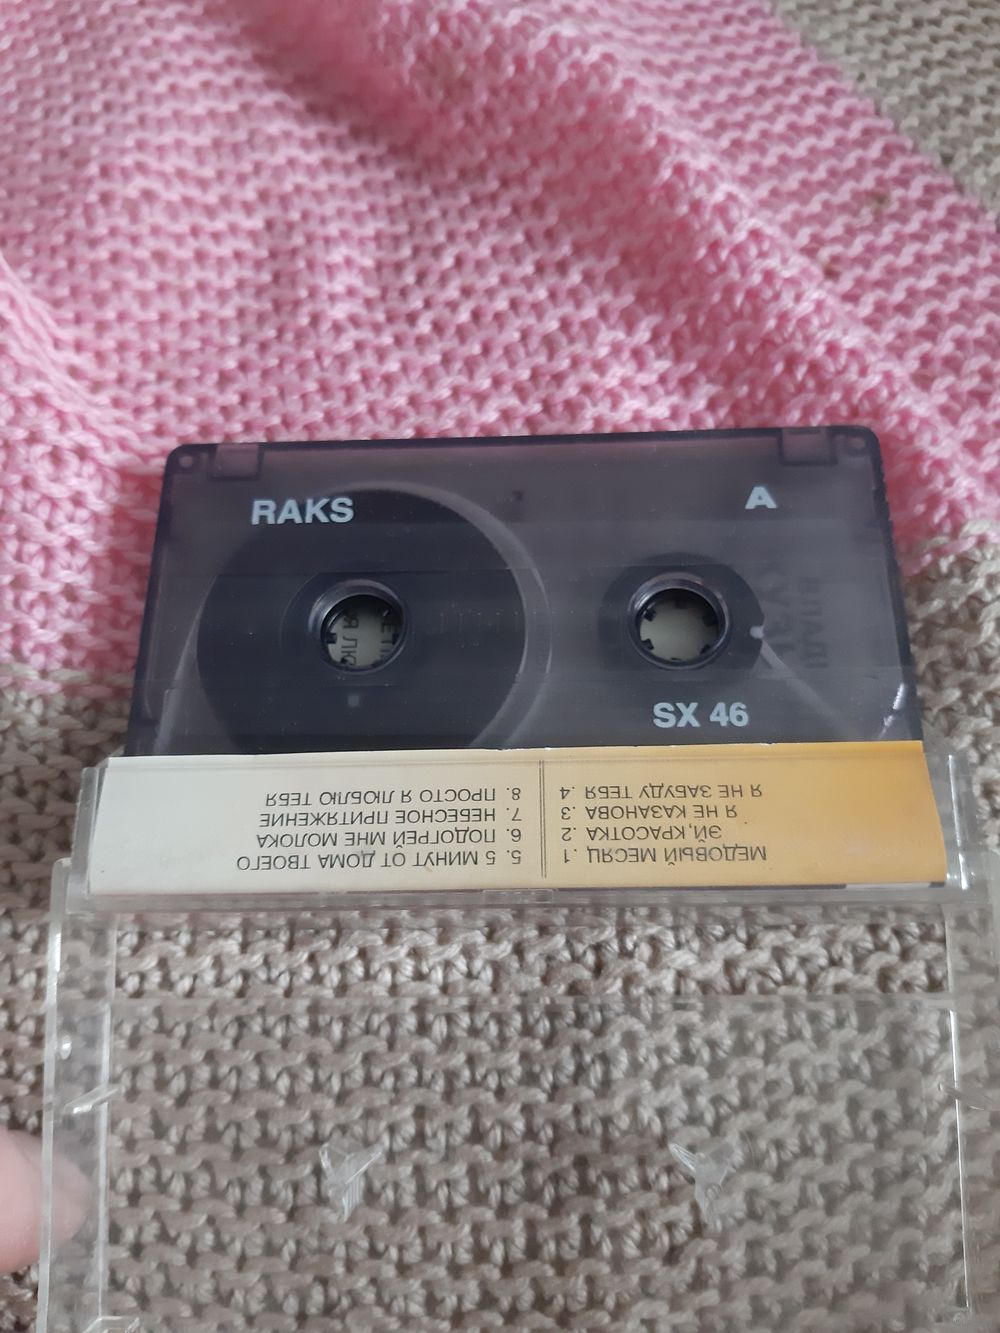 RAKS
A
SX 46
МЕДОВЫЙ МЕСЯЦ .1
ЭЙ, КРАСОТКА .2
Я НЕ КАЗАНОВА .3
Я НЕ ЗАБУДУ ТЕБЯ .4
5. 5 МИНУТ ОТ ДОМА ТВОЕГО
6. ПОДОГРЕЙ МНЕ МОЛОКА
7. НЕБЕСНОЕ ПРИТЯЖЕНИЕ
8. ПРОСТО Я ЛЮБЛЮ ТЕБЯ